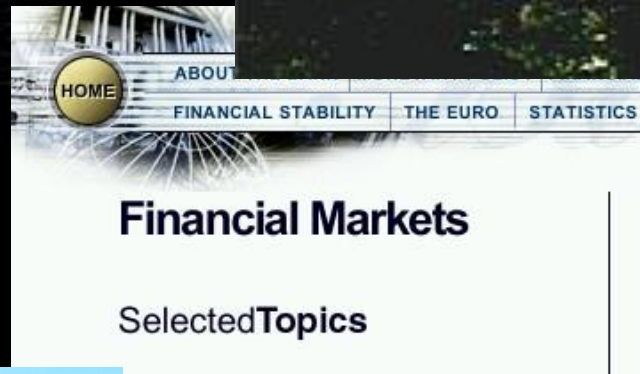 ABOUT
HOME
FINANCIAL STABILITY THE EURO STATISTICS
Financial Markets
SelectedTopics